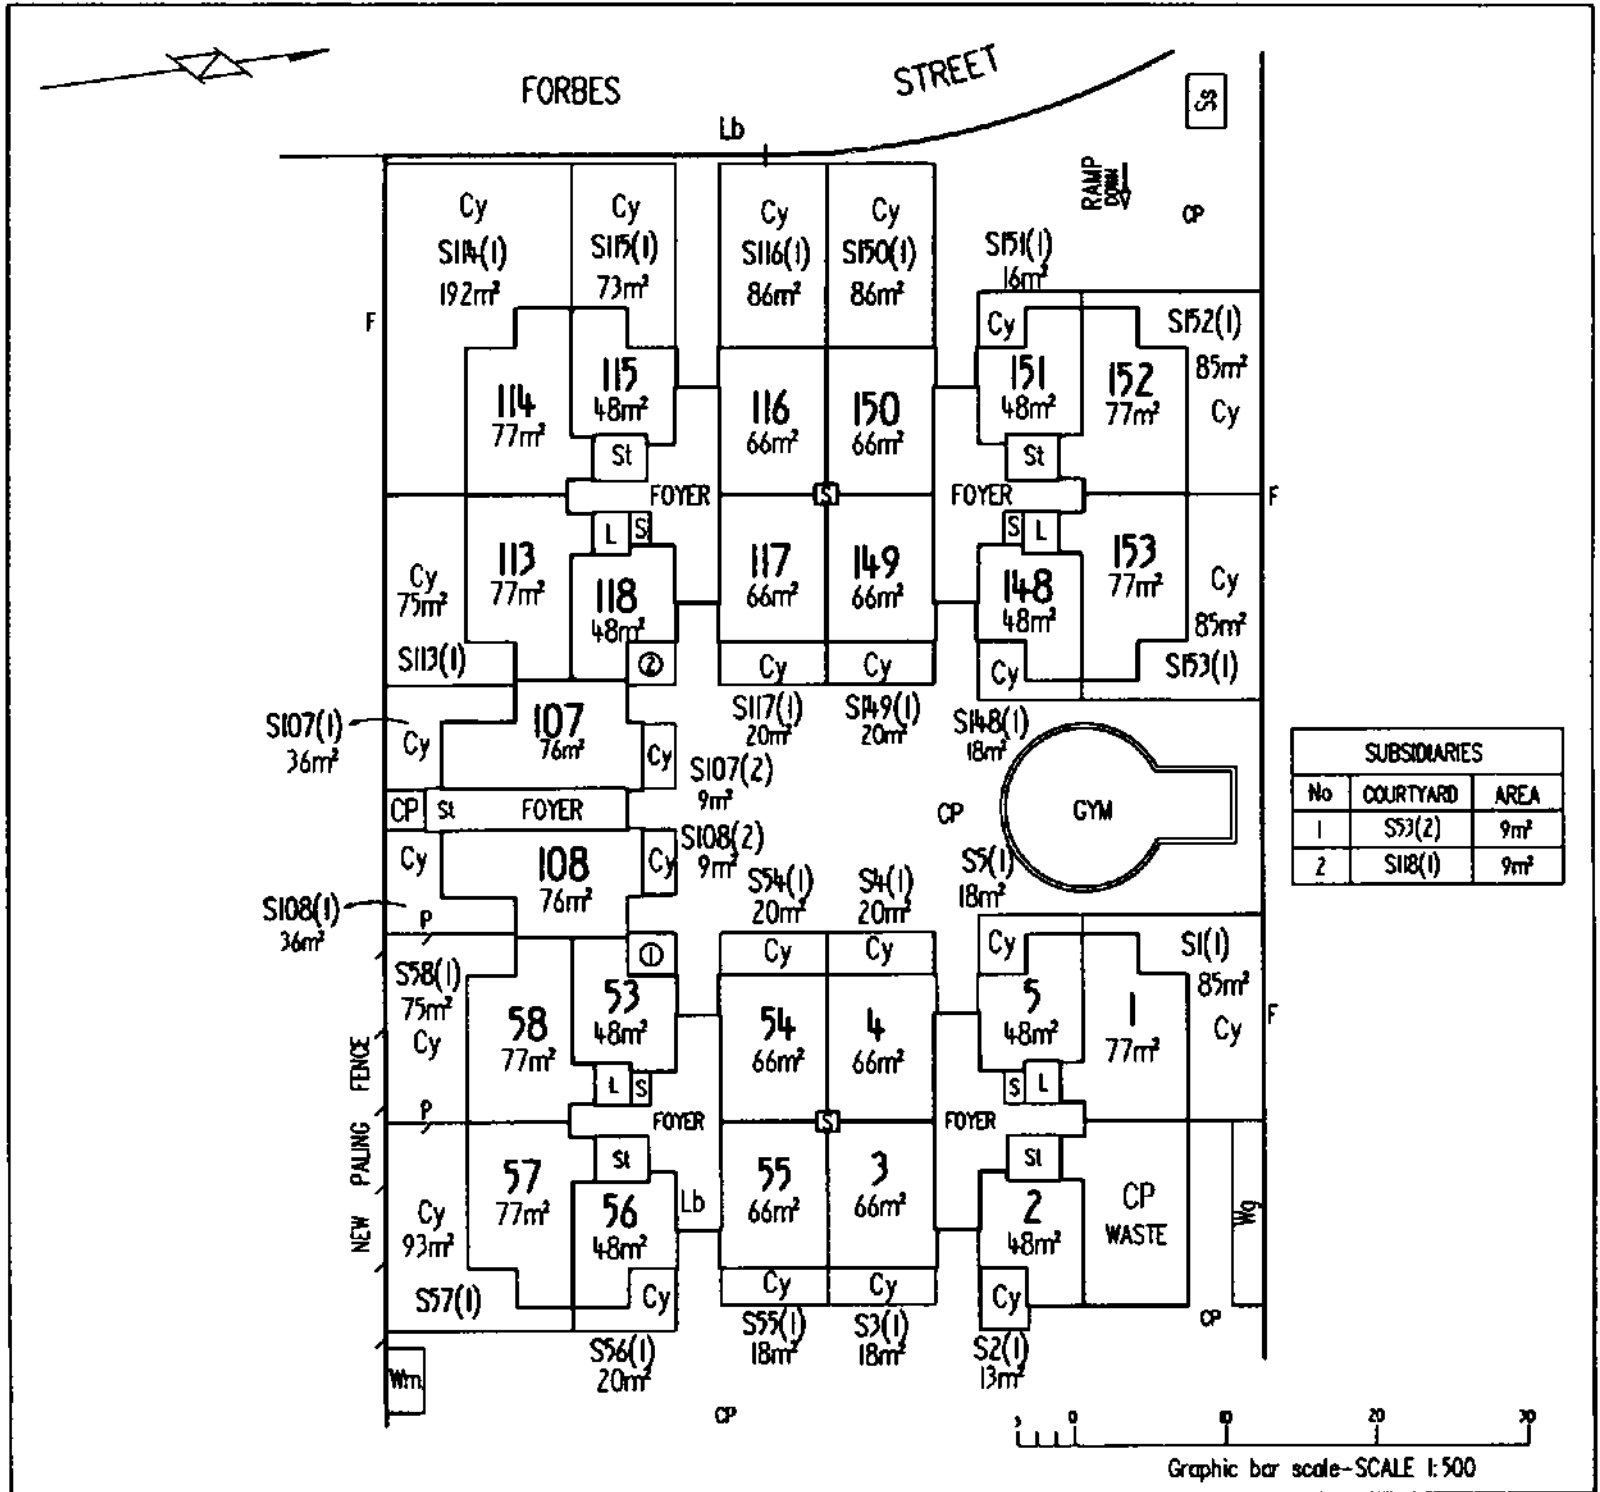 FORBES STREET
Lb
Ss
RAMP
DOWN
CP
Cy
S114(1)
192m²
Cy
S115(1)
73m²
Cy
S116(1)
86m²
Cy
S150(1)
86m²
S151(1)
16m²
Cy
S152(1)
85m²
Cy
F
114
77m²
115
48m²
116
66m²
150
66m²
151
48m²
152
77m²
St
FOYER
S
FOYER
St
F
L
S
S
L
Cy
75m²
S113(1)
113
77m²
118
48m²
2
117
66m²
149
66m²
148
48m²
153
77m²
Cy
85m²
S153(1)
Cy
Cy
Cy
S117(1)
20m²
S149(1)
20m²
S148(1)
18m²
S107(1)
36m²
Cy
107
76m²
Cy
S107(2)
9m²
CP
St
FOYER
CP
GYM
S108(1)
36m²
Cy
108
76m²
Cy
S108(2)
9m²
P
S54(1)
20m²
S4(1)
20m²
S5(1)
18m²
SUBSIDIARIES
No COURTYARD AREA
1 S53(2) 9m²
2 S118(1) 9m²
S58(1)
75m²
Cy
1
Cy
Cy
Cy
S1(1)
85m²
Cy
F
58
77m²
53
48m²
54
66m²
4
66m²
5
48m²
1
77m²
L
S
S
L
P
FOYER
S
FOYER
NEW PALING FENCE
St
St
57
77m²
56
48m²
Lb
55
66m²
3
66m²
2
48m²
CP
WASTE
Wg
Cy
93m²
S57(1)
Cy
Cy
Cy
Cy
CP
S56(1)
20m²
S55(1)
18m²
S3(1)
18m²
S2(1)
13m²
Wm
CP
0 10 20 30
Graphic bar scale-SCALE 1:500